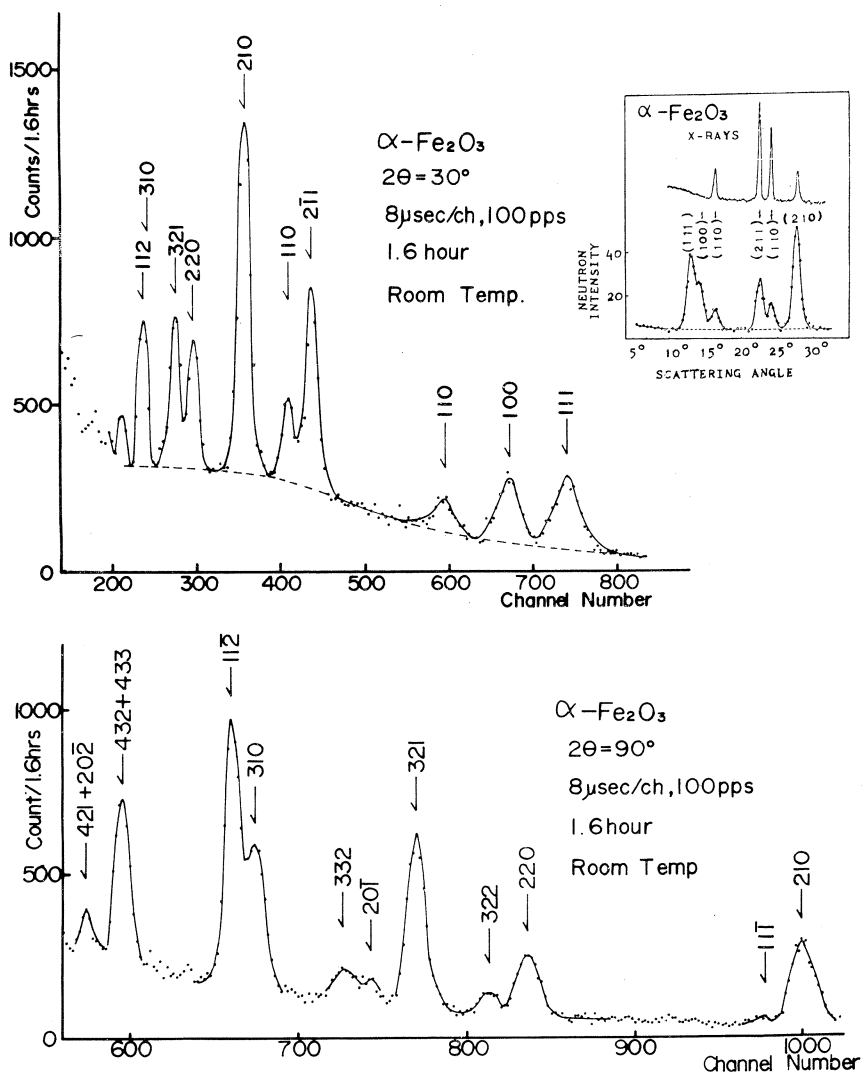 1500
1000
500
0
Counts/1.6hrs
112
310
321
220
210
110
21̄1
110
100
111
α-Fe₂O₃
2θ=30°
8μsec/ch,100pps
1.6 hour
Room Temp.
200 300 400 500 600 700 800
Channel Number
α-Fe₂O₃
X-RAYS
(111)
(100)
(110)
(211)
(110)
(210)
40
20
NEUTRON
INTENSITY
5° 10° 15° 20° 25° 30°
SCATTERING ANGLE
1000
500
0
Count/1.6hrs
421+202̄
432+433
112
310
332
201̄
321
322
220
111̄
210
α-Fe₂O₃
2θ=90°
8μsec/ch,100pps
1.6hour
Room Temp
600 700 800 900 1000
Channel Number